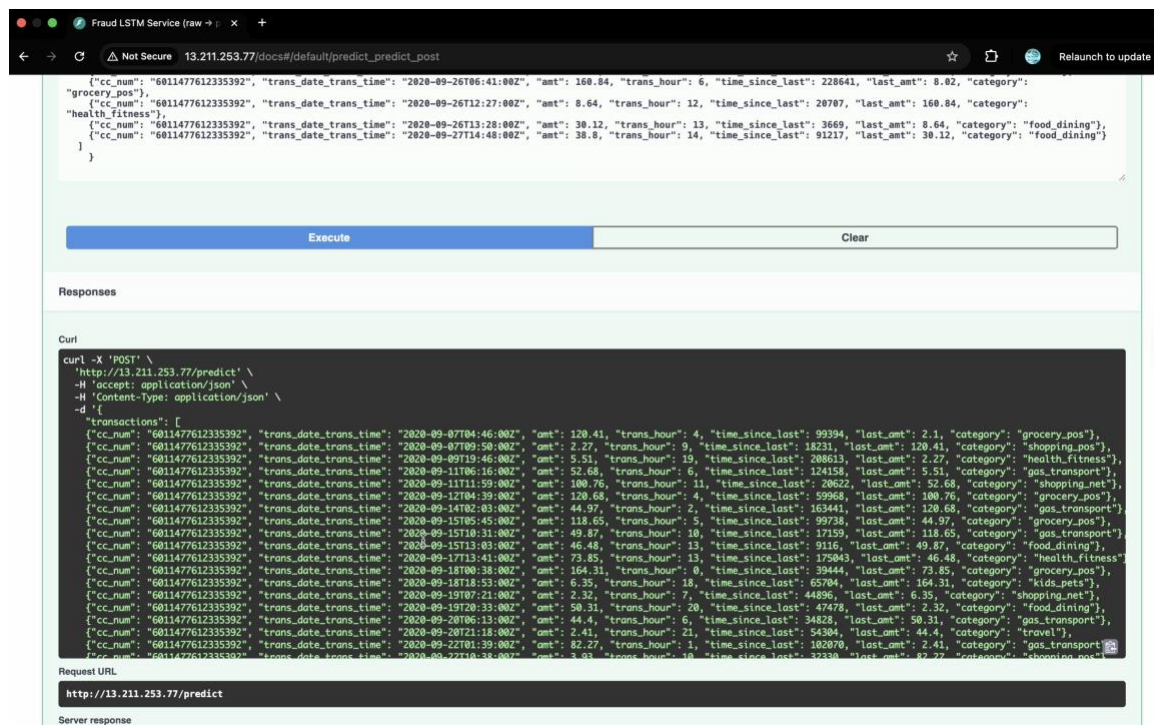 Fraud LSTM Service (raw →
Not Secure 13.211.253.77/docs#/default/predict_predict_post
Relaunch to update
{"cc_num": "6011477612335392", "trans_date_trans_time": "2020-09-26T06:41:00Z", "amt": 160.84, "trans_hour": 6, "time_since_last": 228641, "last_amt": 8.02, "category":
"grocery_pos"},
{"cc_num": "6011477612335392", "trans_date_trans_time": "2020-09-26T12:27:00Z", "amt": 8.64, "trans_hour": 12, "time_since_last": 20707, "last_amt": 160.84, "category":
"health_fitness"},
{"cc_num": "6011477612335392", "trans_date_trans_time": "2020-09-26T13:28:00Z", "amt": 30.12, "trans_hour": 13, "time_since_last": 3669, "last_amt": 8.64, "category": "food_dining"},
{"cc_num": "6011477612335392", "trans_date_trans_time": "2020-09-27T14:48:00Z", "amt": 38.8, "trans_hour": 14, "time_since_last": 91217, "last_amt": 30.12, "category": "food_dining"}
]
}
Execute
Clear
Responses
Curl
curl -X 'POST' \
'http://13.211.253.77/predict' \
-H 'accept: application/json' \
-H 'Content-Type: application/json' \
-d '{
"transactions": [
{"cc_num": "6011477612335392", "trans_date_trans_time": "2020-09-07T04:46:00Z", "amt": 120.41, "trans_hour": 4, "time_since_last": 99394, "last_amt": 2.1, "category": "grocery_pos"},
{"cc_num": "6011477612335392", "trans_date_trans_time": "2020-09-07T09:50:00Z", "amt": 2.27, "trans_hour": 9, "time_since_last": 18231, "last_amt": 120.41, "category": "shopping_pos"},
{"cc_num": "6011477612335392", "trans_date_trans_time": "2020-09-09T19:46:00Z", "amt": 5.51, "trans_hour": 19, "time_since_last": 208613, "last_amt": 2.27, "category": "health_fitness"},
{"cc_num": "6011477612335392", "trans_date_trans_time": "2020-09-11T06:16:00Z", "amt": 52.68, "trans_hour": 6, "time_since_last": 124158, "last_amt": 5.51, "category": "gas_transport"},
{"cc_num": "6011477612335392", "trans_date_trans_time": "2020-09-11T11:59:00Z", "amt": 100.76, "trans_hour": 11, "time_since_last": 20622, "last_amt": 52.68, "category": "shopping_net"},
{"cc_num": "6011477612335392", "trans_date_trans_time": "2020-09-12T04:39:00Z", "amt": 120.68, "trans_hour": 4, "time_since_last": 59968, "last_amt": 100.76, "category": "grocery_pos"},
{"cc_num": "6011477612335392", "trans_date_trans_time": "2020-09-14T02:03:00Z", "amt": 44.97, "trans_hour": 2, "time_since_last": 163441, "last_amt": 120.68, "category": "gas_transport"},
{"cc_num": "6011477612335392", "trans_date_trans_time": "2020-09-15T05:45:00Z", "amt": 118.65, "trans_hour": 5, "time_since_last": 99738, "last_amt": 44.97, "category": "grocery_pos"},
{"cc_num": "6011477612335392", "trans_date_trans_time": "2020-09-15T10:31:00Z", "amt": 49.87, "trans_hour": 10, "time_since_last": 17159, "last_amt": 118.65, "category": "gas_transport"},
{"cc_num": "6011477612335392", "trans_date_trans_time": "2020-09-15T13:03:00Z", "amt": 46.48, "trans_hour": 13, "time_since_last": 9116, "last_amt": 49.87, "category": "food_dining"},
{"cc_num": "6011477612335392", "trans_date_trans_time": "2020-09-17T13:41:00Z", "amt": 73.85, "trans_hour": 13, "time_since_last": 175043, "last_amt": 46.48, "category": "health_fitness"
{"cc_num": "6011477612335392", "trans_date_trans_time": "2020-09-18T00:38:00Z", "amt": 164.31, "trans_hour": 0, "time_since_last": 39444, "last_amt": 73.85, "category": "grocery_pos"},
{"cc_num": "6011477612335392", "trans_date_trans_time": "2020-09-18T18:53:00Z", "amt": 6.35, "trans_hour": 18, "time_since_last": 65704, "last_amt": 164.31, "category": "kids_pets"},
{"cc_num": "6011477612335392", "trans_date_trans_time": "2020-09-19T07:21:00Z", "amt": 2.32, "trans_hour": 7, "time_since_last": 44896, "last_amt": 6.35, "category": "shopping_net"},
{"cc_num": "6011477612335392", "trans_date_trans_time": "2020-09-19T20:33:00Z", "amt": 50.31, "trans_hour": 20, "time_since_last": 47478, "last_amt": 2.32, "category": "food_dining"},
{"cc_num": "6011477612335392", "trans_date_trans_time": "2020-09-20T06:13:00Z", "amt": 44.4, "trans_hour": 6, "time_since_last": 34828, "last_amt": 50.31, "category": "gas_transport"},
{"cc_num": "6011477612335392", "trans_date_trans_time": "2020-09-20T21:18:00Z", "amt": 2.41, "trans_hour": 21, "time_since_last": 54304, "last_amt": 44.4, "category": "travel"},
{"cc_num": "6011477612335392", "trans_date_trans_time": "2020-09-22T01:39:00Z", "amt": 82.27, "trans_hour": 1, "time_since_last": 102070, "last_amt": 2.41, "category": "gas_transport
{"cc_num": "6011477612335392", "trans_date_trans_time": "2020-09-22T10:38:00Z", "amt": 3.93, "trans_hour": 10, "time_since_last": 32330, "last_amt": 82.27, "category": "shopping_pos"
Request URL
http://13.211.253.77/predict
Server response